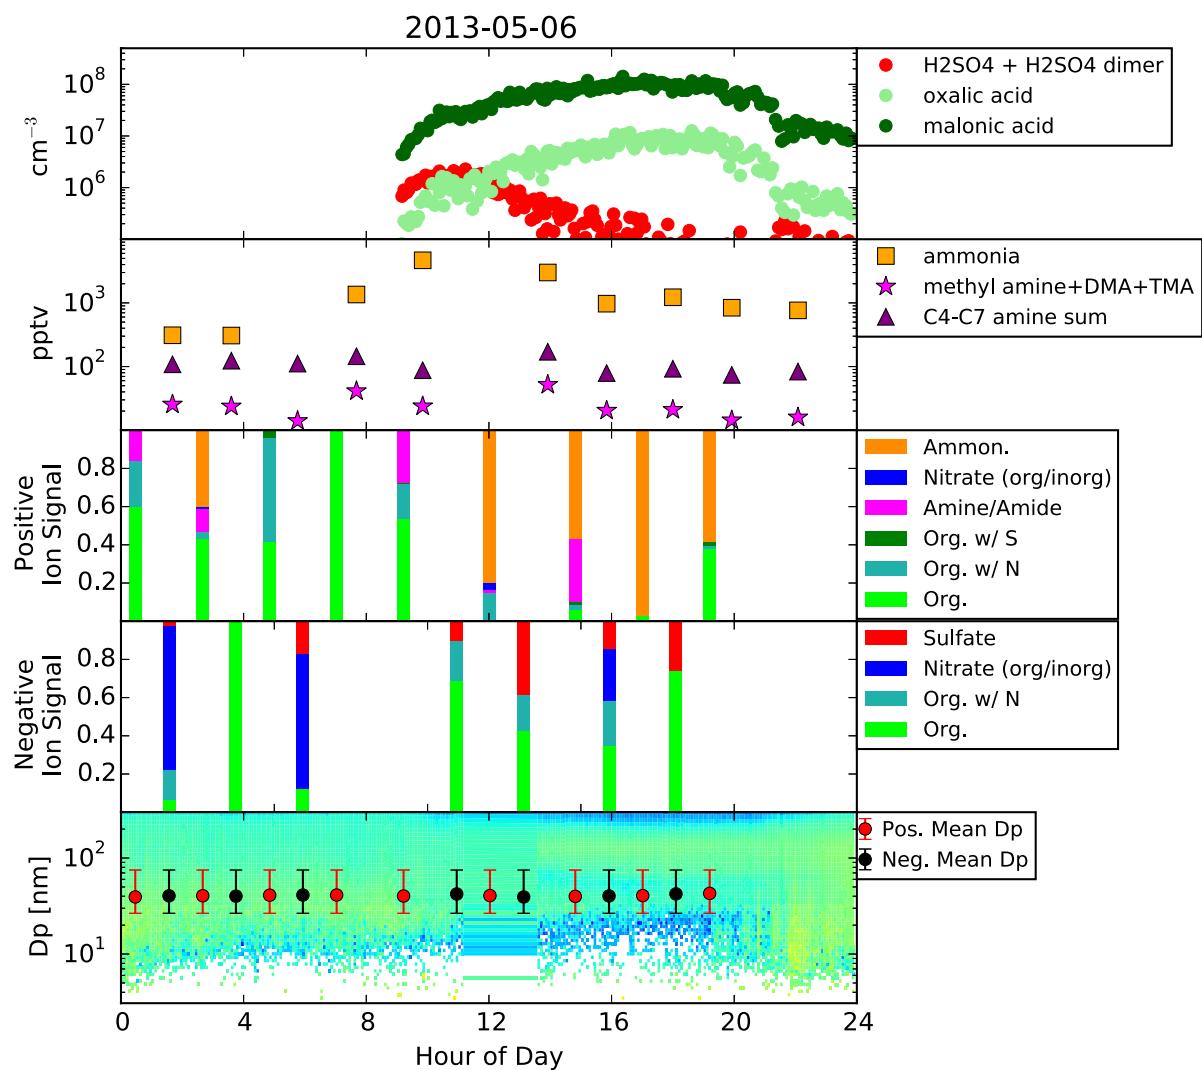 2013-05-06
10⁸
10⁷
10⁶
cm⁻³
H2SO4 + H2SO4 dimer
oxalic acid
malonic acid
10³
10²
pptv
ammonia
methyl amine+DMA+TMA
C4-C7 amine sum
0.8
0.6
0.4
0.2
Positive
Ion Signal
Ammon.
Nitrate (org/inorg)
Amine/Amide
Org. w/ S
Org. w/ N
Org.
0.8
0.6
0.4
0.2
Negative
Ion Signal
Sulfate
Nitrate (org/inorg)
Org. w/ N
Org.
10²
10¹
Dp [nm]
Pos. Mean Dp
Neg. Mean Dp
0 4 8 12 16 20 24
Hour of Day